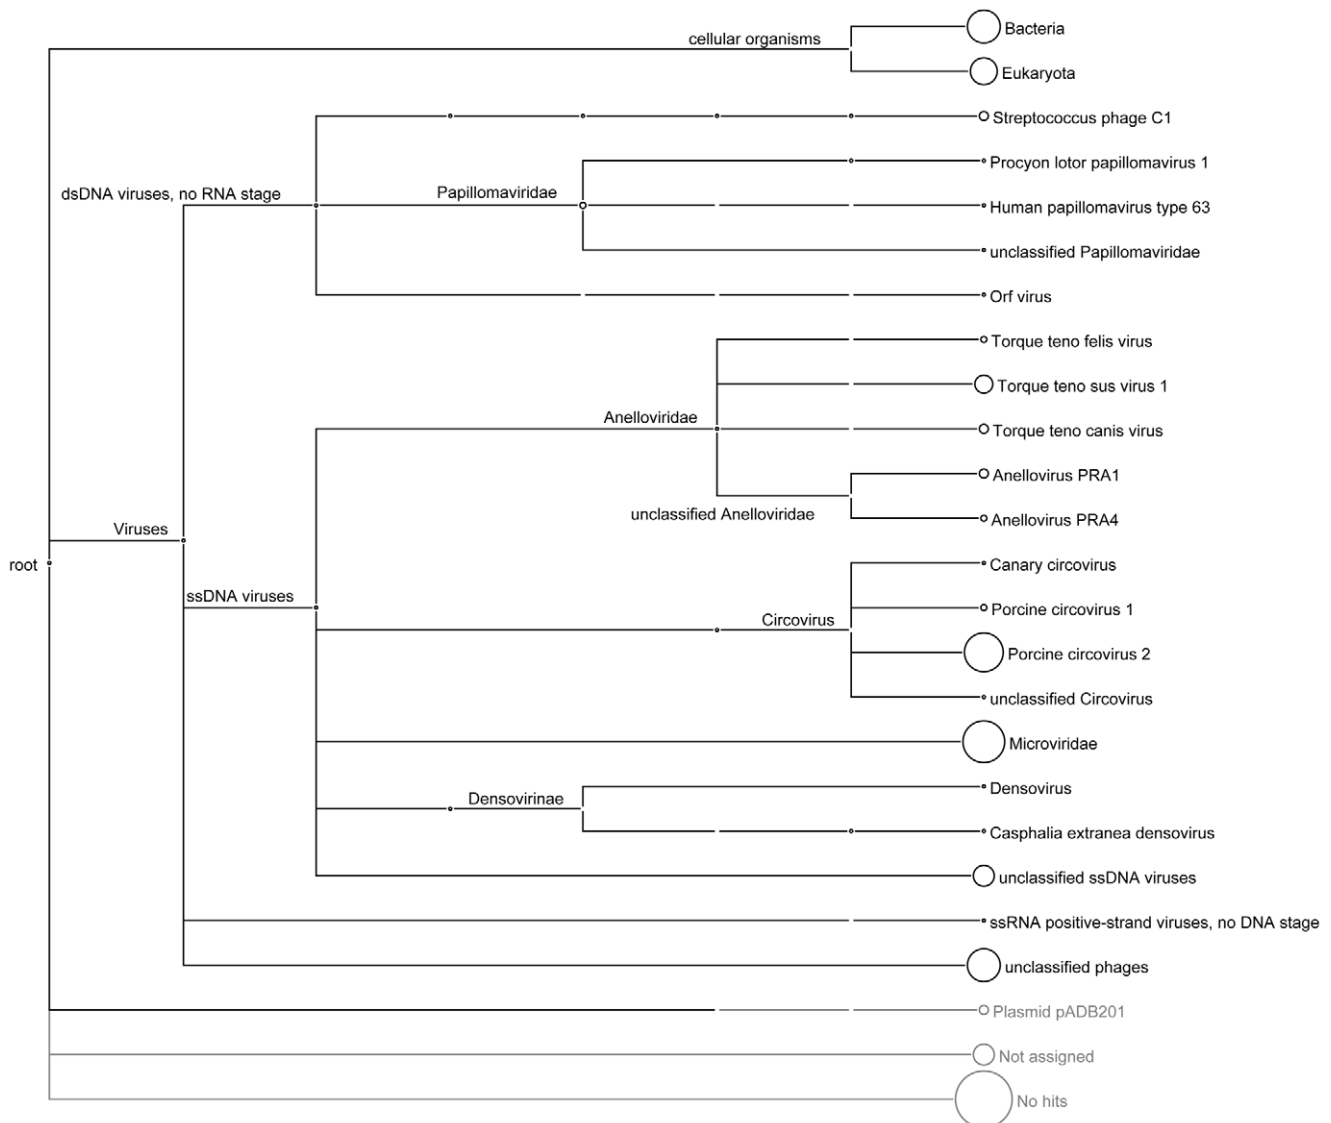 cellular organisms
Bacteria
Eukaryota
Streptococcus phage C1
Procyon lotor papillomavirus 1
dsDNA viruses, no RNA stage
Papillomaviridae
Human papillomavirus type 63
unclassified Papillomaviridae
Orf virus
Torque teno felis virus
Torque teno sus virus 1
Anelloviridae
Torque teno canis virus
Anellovirus PRA1
unclassified Anelloviridae
Anellovirus PRA4
Viruses
root
Canary circovirus
ssDNA viruses
Porcine circovirus 1
Circovirus
Porcine circovirus 2
unclassified Circovirus
Microviridae
Densovirus
Densovirinae
Casphalia extranea densovirus
unclassified ssDNA viruses
ssRNA positive-strand viruses, no DNA stage
unclassified phages
Plasmid pADB201
Not assigned
No hits